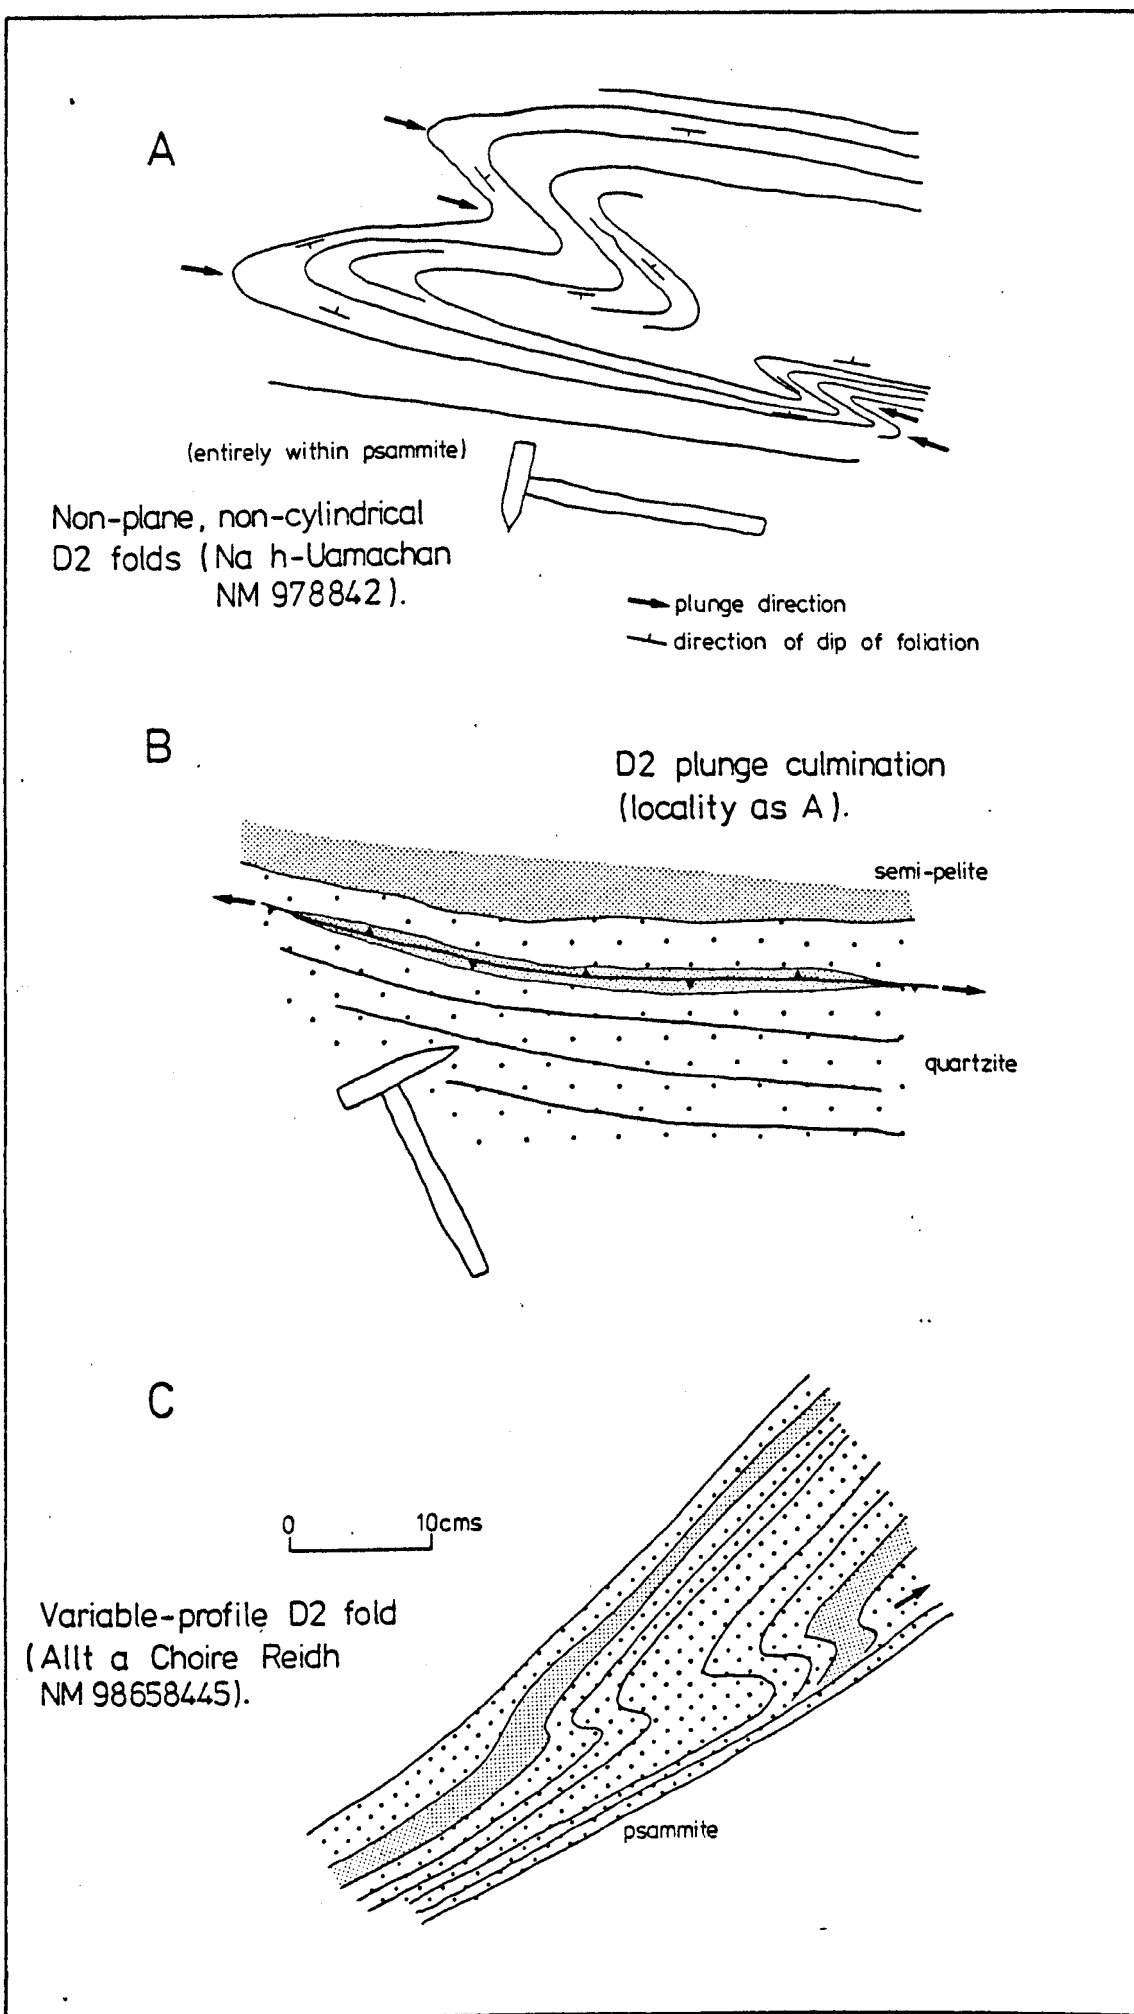 A
(entirely within psammite)
Non-plane, non-cylindrical
D2 folds (Na h-Uamachan
NM 978842).
plunge direction
direction of dip of foliation
B
D2 plunge culmination
(locality as A).
semi-pelite
quartzite
C
0 10cms
Variable-profile D2 fold
(Allt a Choire Reidh
NM 98658445).
psammite